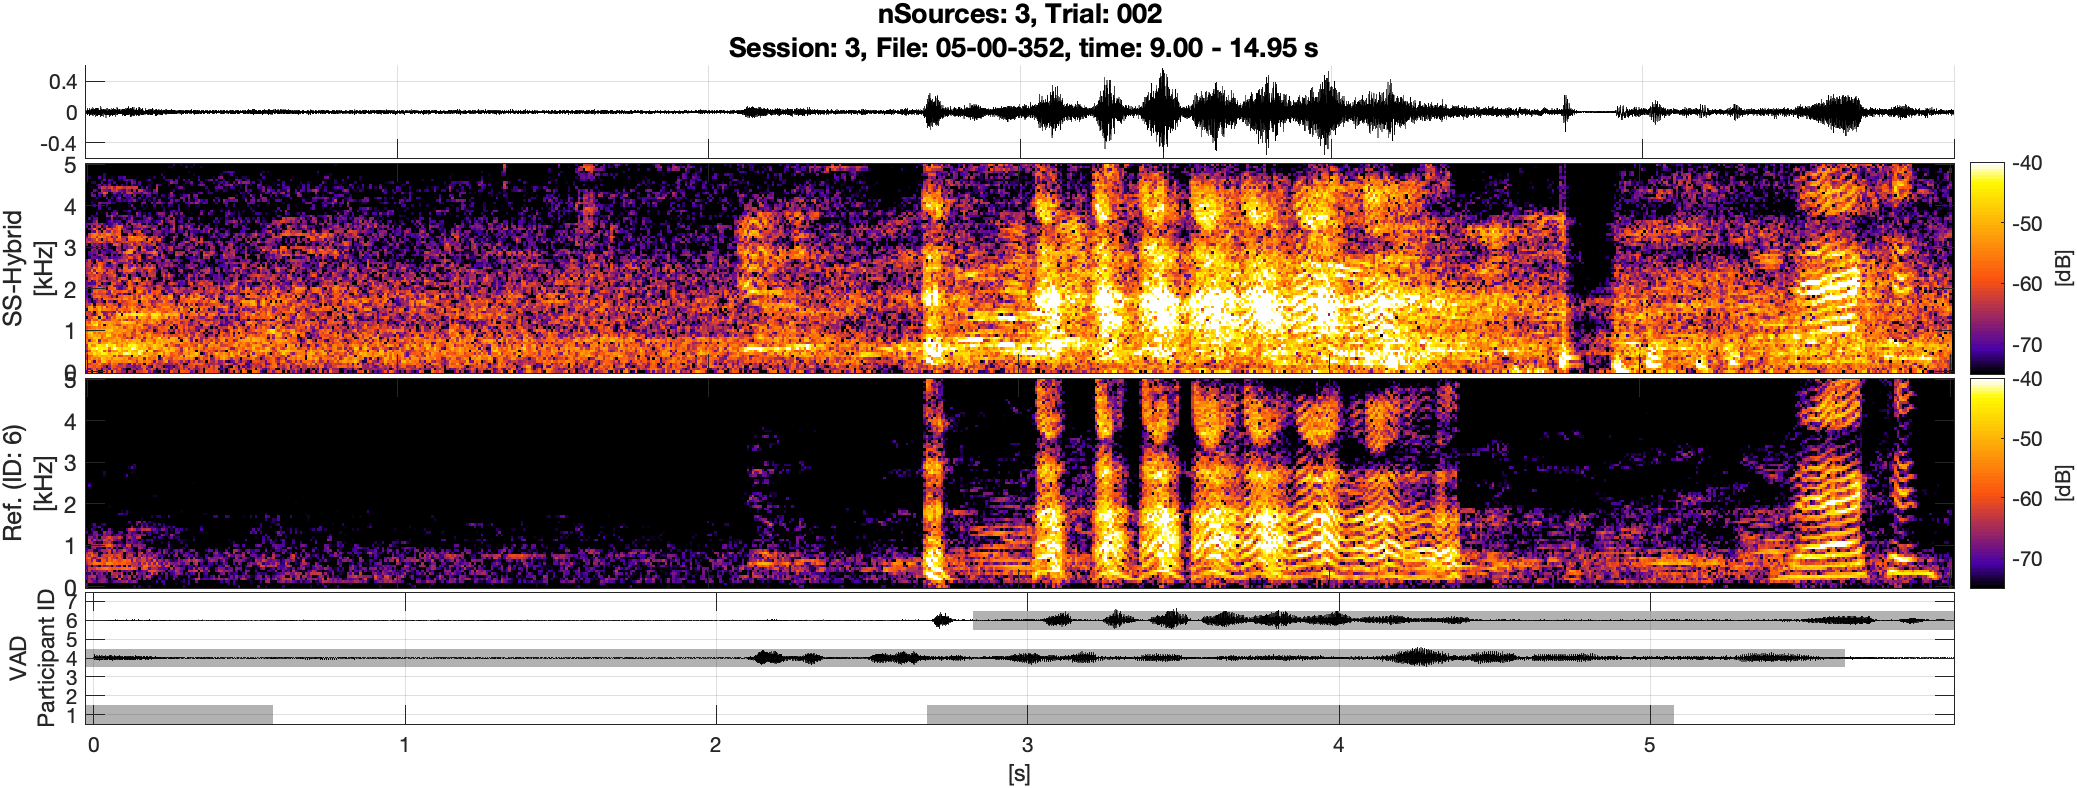 nSources: 3, Trial: 002
Session: 3, File: 05-00-352, time: 9.00 - 14.95 s
0.4
0
-0.4
SS-Hybrid
[kHz]
5
4
3
2
1
0
-40
-50
-60
-70
[dB]
Ref. (ID: 6)
[kHz]
5
4
3
2
1
0
-40
-50
-60
-70
[dB]
VAD
Participant ID
7
6
5
4
3
2
1
0 1 2 3 4 5
[s]